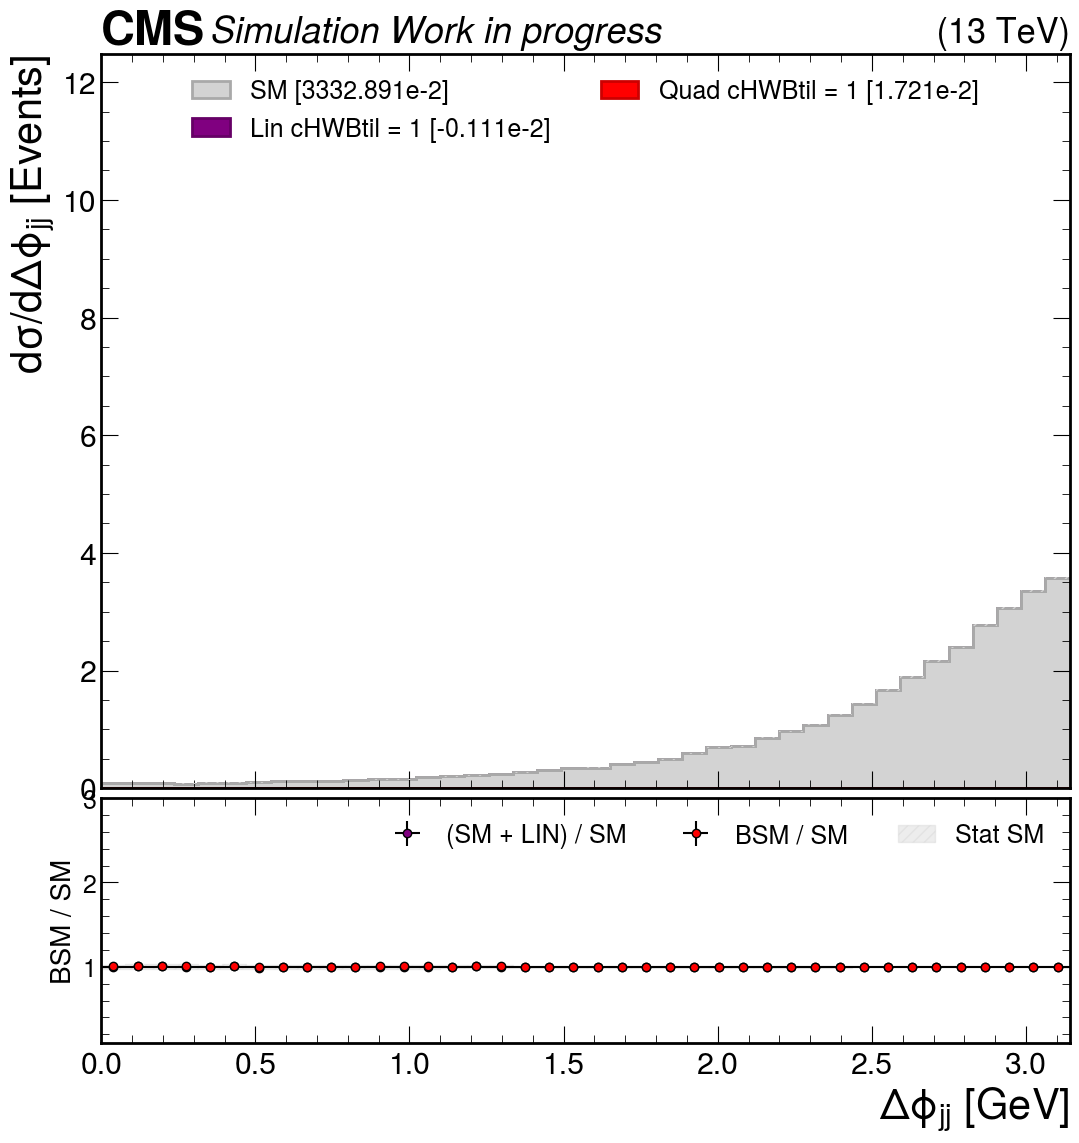 CMS Simulation Work in progress (13 TeV)
SM [3332.891e-2] Quad cHWBtil = 1 [1.721e-2]
Lin cHWBtil = 1 [-0.111e-2]
dσ/dΔϕjj [Events]
12
10
8
6
4
2
0
(SM + LIN) / SM BSM / SM Stat SM
BSM / SM
3
2
1
0.0 0.5 1.0 1.5 2.0 2.5 3.0
Δϕjj [GeV]